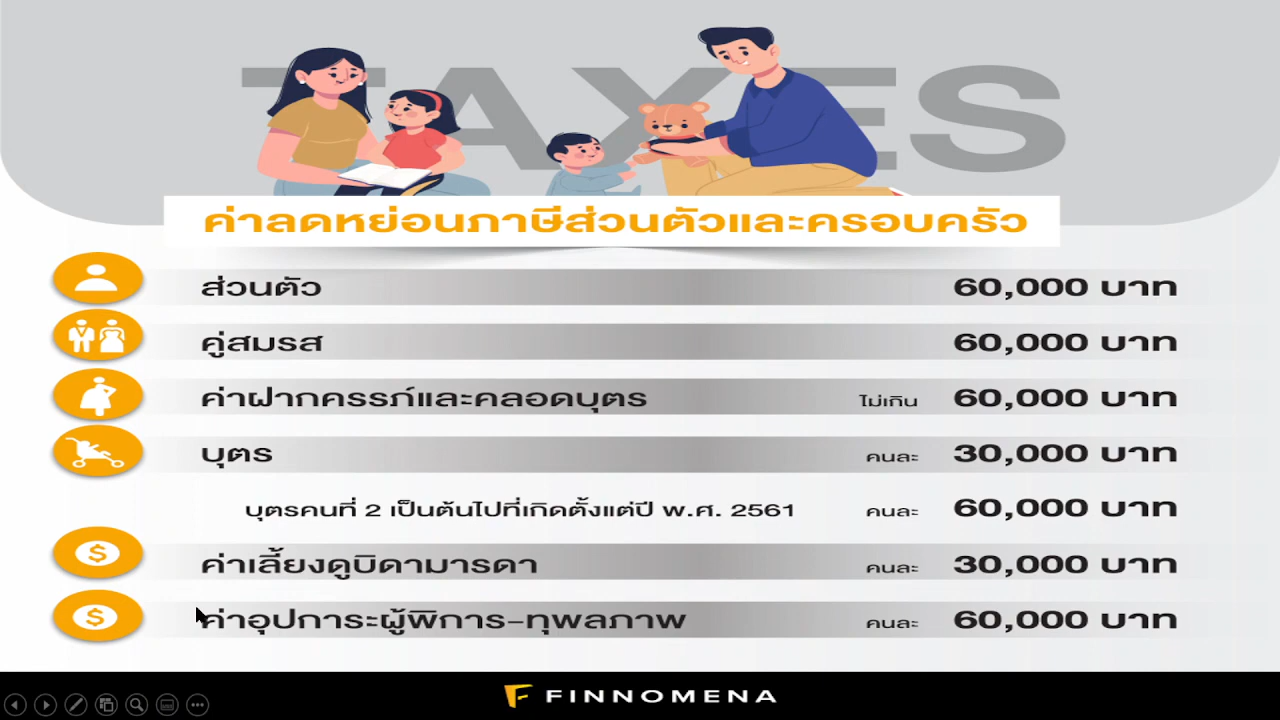 TAXES
ค่าลดหย่อนภาษีส่วนตัวและครอบครัว
ส่วนตัว 60,000 บาท
คู่สมรส 60,000 บาท
ค่าฝากครรภ์และคลอดบุตร ไม่เกิน 60,000 บาท
บุตร คนละ 30,000 บาท
บุตรคนที่ 2 เป็นต้นไปที่เกิดตั้งแต่ปี พ.ศ. 2561 คนละ 60,000 บาท
ค่าเลี้ยงดูบิดามารดา คนละ 30,000 บาท
ค่าอุปการะผู้พิการ-ทุพลภาพ คนละ 60,000 บาท
FINNOMENA